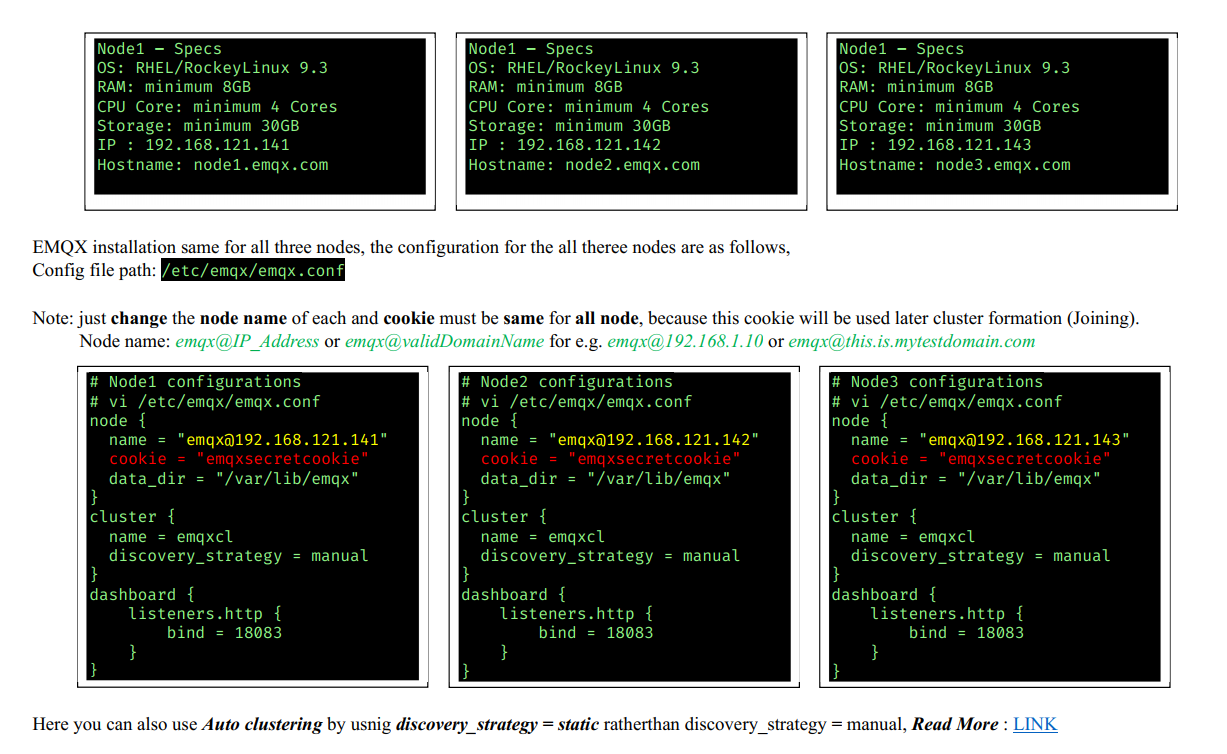 Node1 – Specs
OS: RHEL/RockeyLinux 9.3
RAM: minimum 8GB
CPU Core: minimum 4 Cores
Storage: minimum 30GB
IP : 192.168.121.141
Hostname: node1.emqx.com
Node1 – Specs
OS: RHEL/RockeyLinux 9.3
RAM: minimum 8GB
CPU Core: minimum 4 Cores
Storage: minimum 30GB
IP : 192.168.121.142
Hostname: node2.emqx.com
Node1 – Specs
OS: RHEL/RockeyLinux 9.3
RAM: minimum 8GB
CPU Core: minimum 4 Cores
Storage: minimum 30GB
IP : 192.168.121.143
Hostname: node3.emqx.com
EMQX installation same for all three nodes, the configuration for the all theree nodes are as follows,
Config file path: /etc/emqx/emqx.conf
Note: just change the node name of each and cookie must be same for all node, because this cookie will be used later cluster formation (Joining).
Node name: emqx@IP_Address or emqx@validDomainName for e.g. emqx@192.168.1.10 or emqx@this.is.mytestdomain.com
# Node1 configurations
# vi /etc/emqx/emqx.conf
node {
  name = "emqx@192.168.121.141"
  cookie = "emqxsecretcookie"
  data_dir = "/var/lib/emqx"
}
cluster {
  name = emqxcl
  discovery_strategy = manual
}
dashboard {
    listeners.http {
        bind = 18083
    }
}
# Node2 configurations
# vi /etc/emqx/emqx.conf
node {
  name = "emqx@192.168.121.142"
  cookie = "emqxsecretcookie"
  data_dir = "/var/lib/emqx"
}
cluster {
  name = emqxcl
  discovery_strategy = manual
}
dashboard {
    listeners.http {
        bind = 18083
    }
}
# Node3 configurations
# vi /etc/emqx/emqx.conf
node {
  name = "emqx@192.168.121.143"
  cookie = "emqxsecretcookie"
  data_dir = "/var/lib/emqx"
}
cluster {
  name = emqxcl
  discovery_strategy = manual
}
dashboard {
    listeners.http {
        bind = 18083
    }
}
Here you can also use Auto clustering by usnig discovery_strategy = static ratherthan discovery_strategy = manual, Read More : LINK